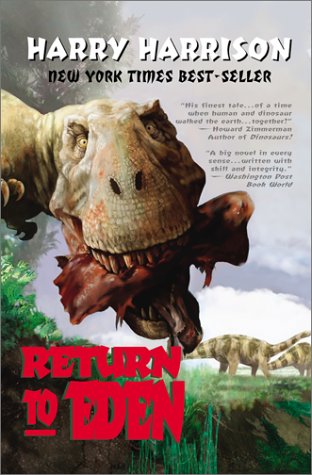 HARRY HARRISON
NEW YORK TIMES BEST-SELLER
"His finest tale...of a time
when human and dinosaur
walked the earth...together!"
— Howard Zimmerman
Author of Dinosaurs!
"A big novel in every
sense...written with
skill and integrity."
— Washington Post
Book World
RETURN
TO EDEN